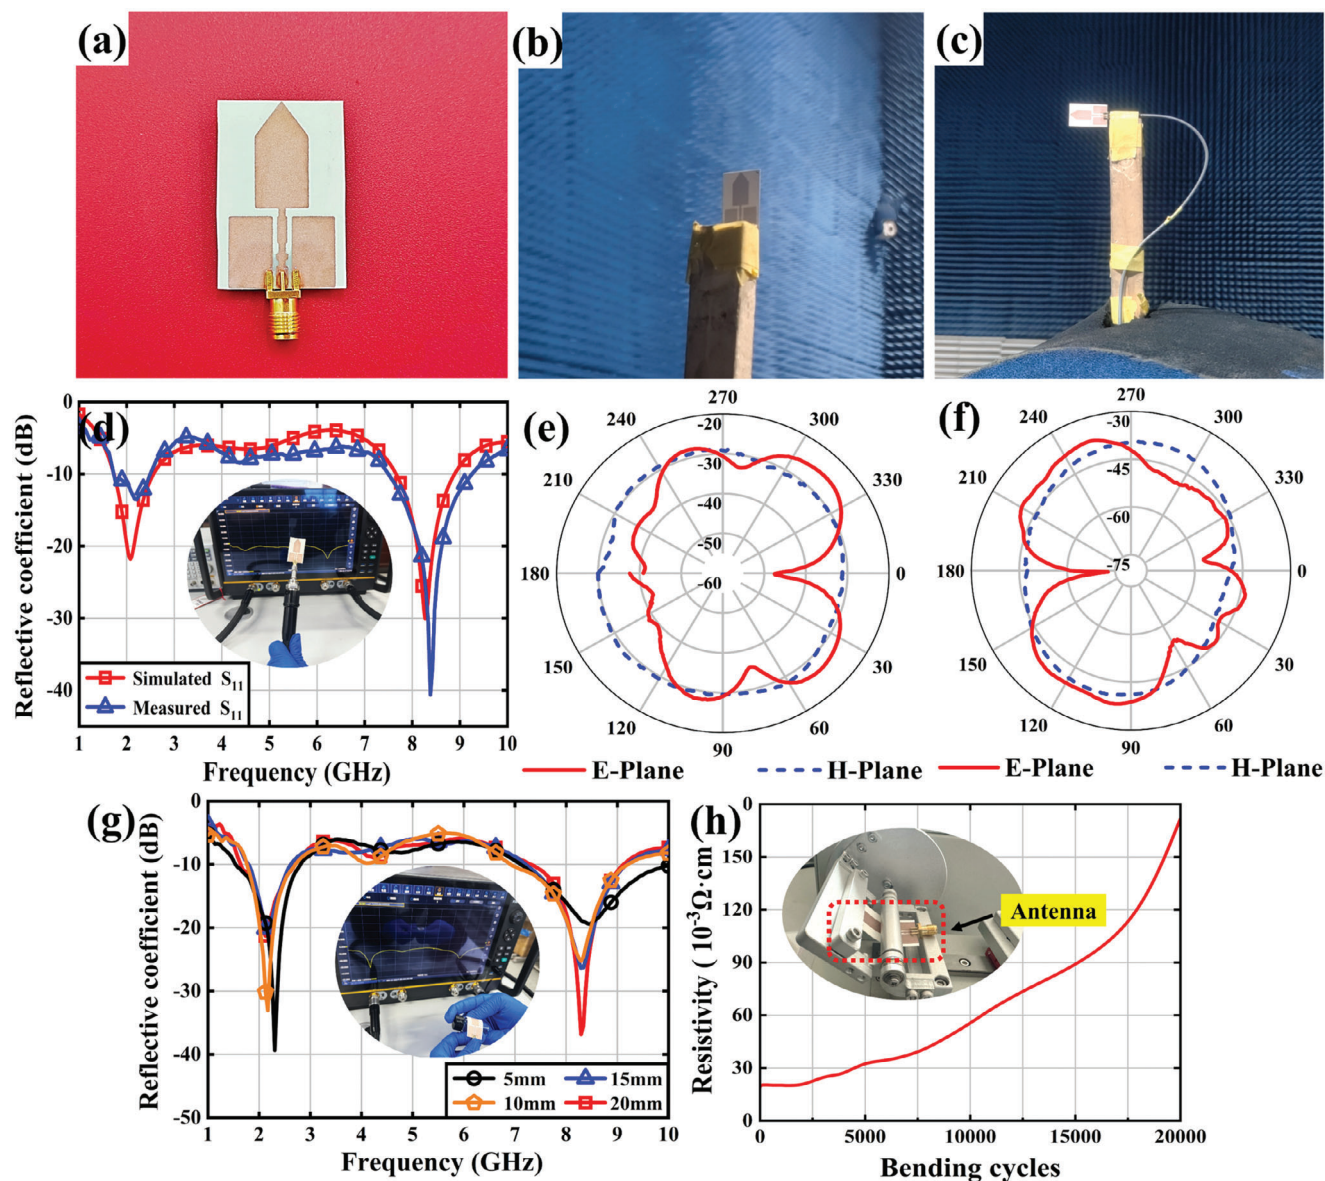 (a)
(b)
(c)
(d)
Reflective coefficient (dB)
0
-10
-20
-30
-40
1 2 3 4 5 6 7 8 9 10
Frequency (GHz)
Simulated S11
Measured S11
(e)
270
240
300
210
330
180
0
150
30
120
60
90
-20
-30
-40
-50
-60
E-Plane
H-Plane
(f)
270
240
300
210
330
180
0
150
30
120
60
90
-30
-45
-60
-75
E-Plane
H-Plane
(g)
Reflective coefficient (dB)
0
-10
-20
-30
-40
-50
1 2 3 4 5 6 7 8 9 10
Frequency (GHz)
5mm 15mm
10mm 20mm
(h)
Resistivity ( 10-3Ω·cm)
150
120
90
60
30
0
0 5000 10000 15000 20000
Bending cycles
Antenna